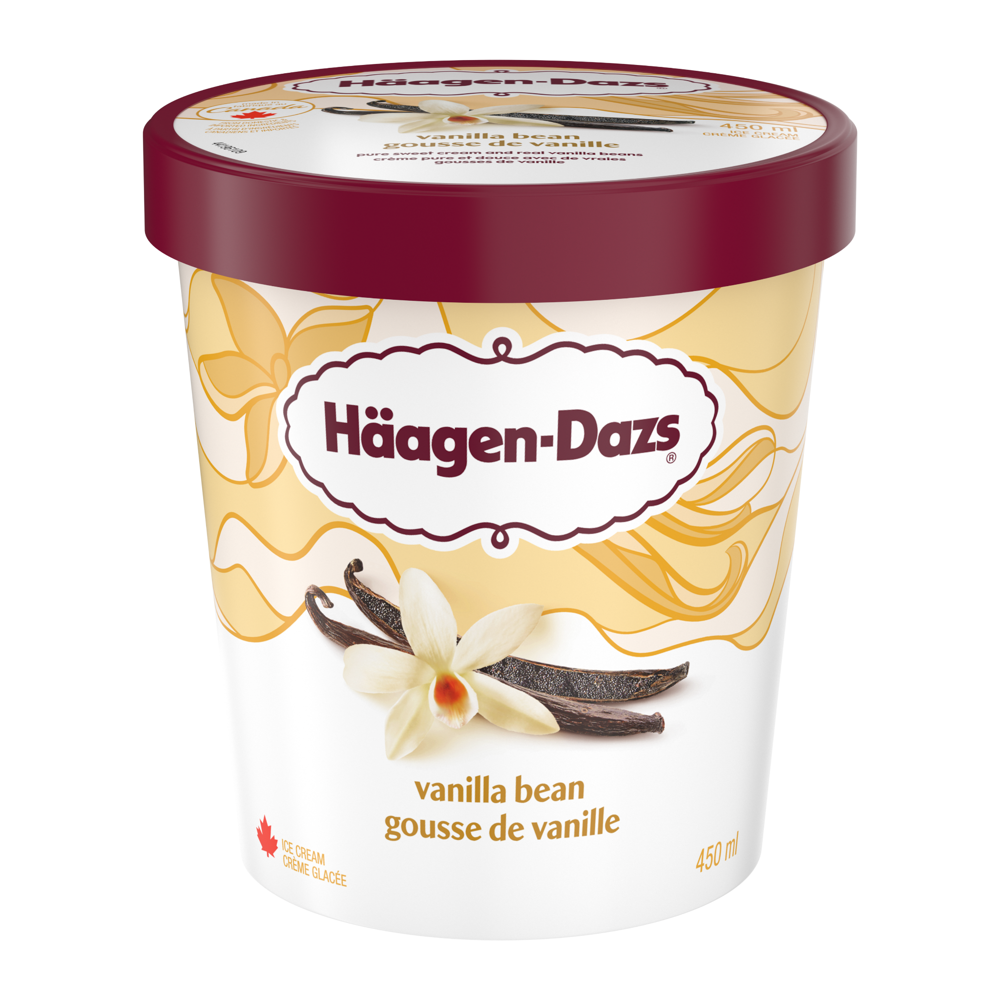 Häagen-Dazs®
made in
fabriqué au
Canada
FROM DOMESTIC &
IMPORTED INGREDIENTS
À PARTIR D'INGRÉDIENTS
CANADIENS ET IMPORTÉS
44196109
vanilla bean
gousse de vanille
pure sweet cream and real vanilla beans
crème pure et douce avec de vraies
gousses de vanille
450 ml
ICE CREAM
CRÈME GLACÉE
Häagen-Dazs®
vanilla bean
gousse de vanille
ICE CREAM
CRÈME GLACÉE
450 ml